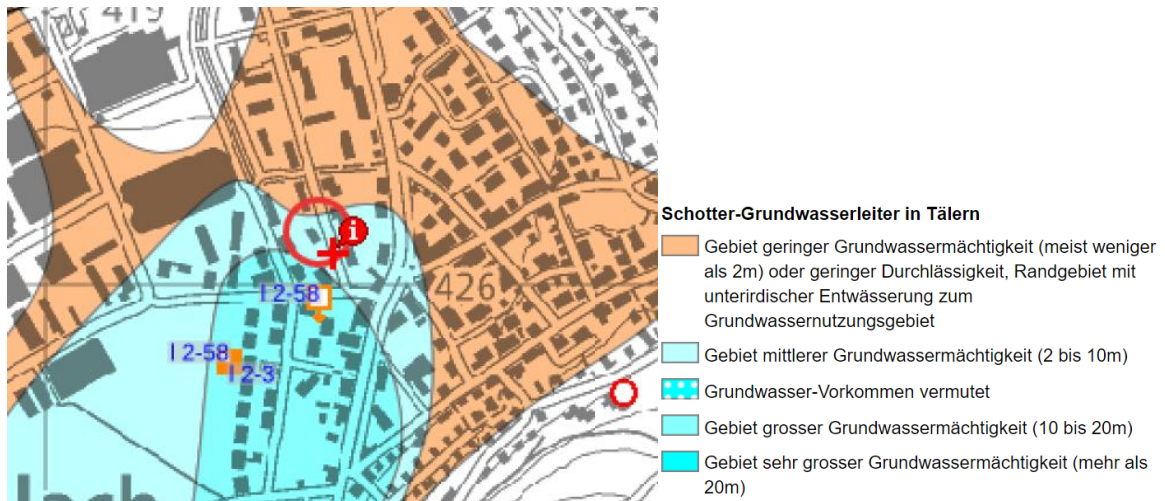 419
I 2-58
426
I 2-58
I 2-3
lach
Schotter-Grundwasserleiter in Tälern
Gebiet geringer Grundwassermächtigkeit (meist weniger
als 2m) oder geringer Durchlässigkeit, Randgebiet mit
unterirdischer Entwässerung zum
Grundwassernutzungsgebiet
Gebiet mittlerer Grundwassermächtigkeit (2 bis 10m)
Grundwasser-Vorkommen vermutet
Gebiet grosser Grundwassermächtigkeit (10 bis 20m)
Gebiet sehr grosser Grundwassermächtigkeit (mehr als
20m)